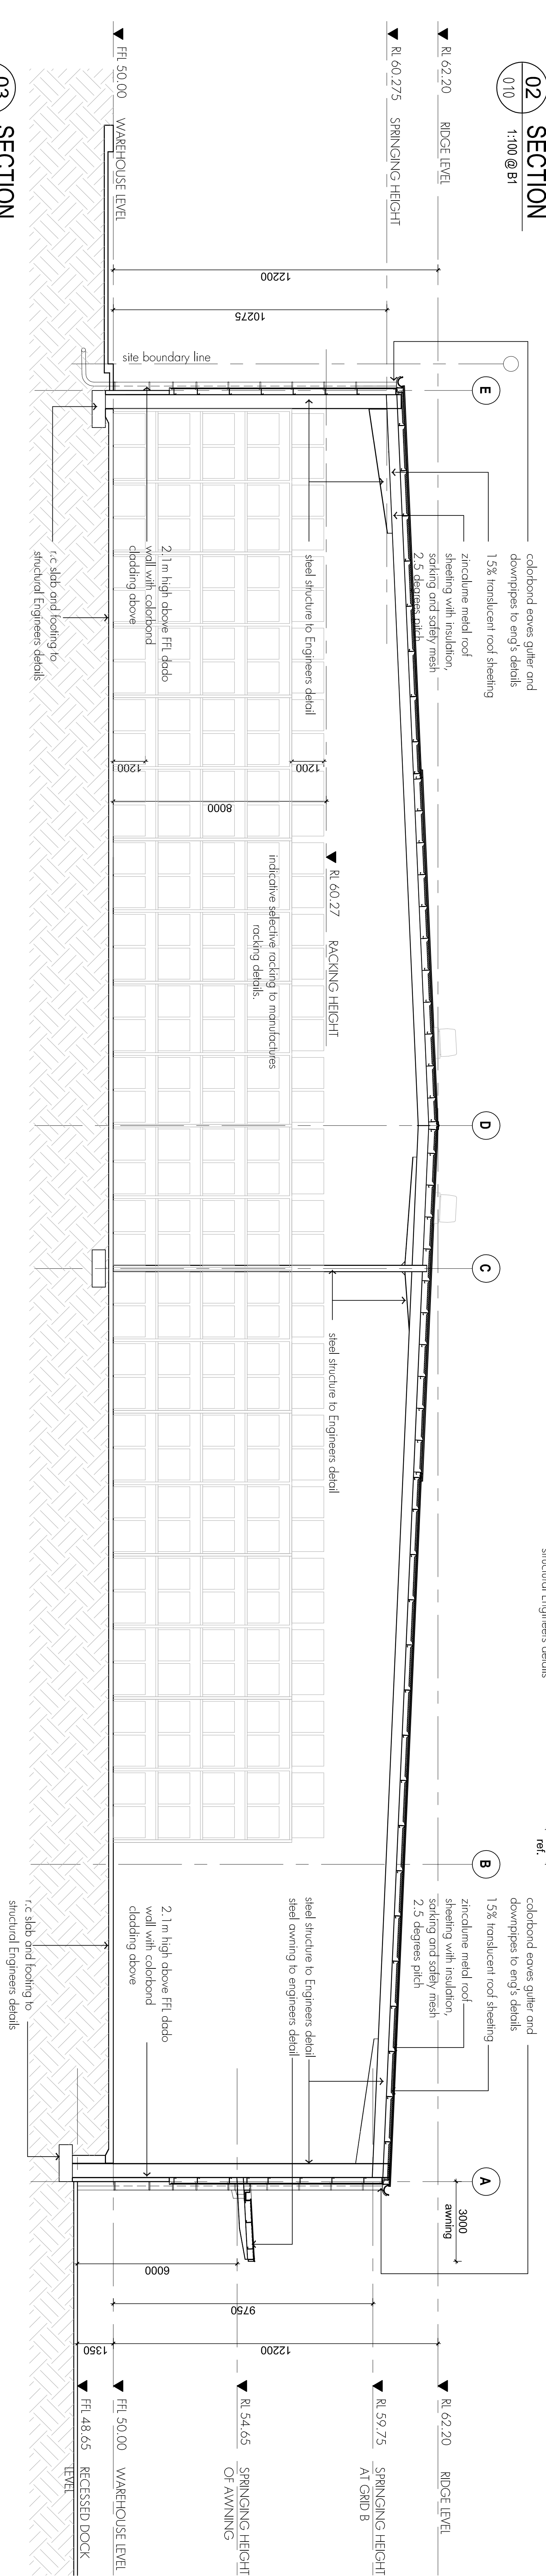 02
010
SECTION
1:100 @ B1
RL 62.20 RIDGE LEVEL
RL 60.275 SPRINGING HEIGHT
FFL 50.00 WAREHOUSE LEVEL
12200
10275
site boundary line
E
D
C
B
A
colorbond eaves gutter and
downpipes to eng's details
15% translucent roof sheeting
zincalume metal roof
sheeting with insulation,
sarking and safety mesh
2.5 degrees pitch
steel structure to Engineers detail
2.1m high above FFL dado
wall with colorbond
cladding above
r.c slab and footing to
structural Engineers details
1200
1200
8000
RL 60.27 RACKING HEIGHT
indicative selective racking to manufactures
racking details.
steel structure to Engineers detail
structural Engineers details
ref.
colorbond eaves gutter and
downpipes to eng's details
15% translucent roof sheeting
zincalume metal roof
sheeting with insulation,
sarking and safety mesh
2.5 degrees pitch
steel structure to Engineers detail
steel awning to engineers detail
2.1m high above FFL dado
wall with colorbond
cladding above
r.c slab and footing to
structural Engineers details
3000
awning
6000
9750
12200
1350
RL 62.20 RIDGE LEVEL
RL 59.75 SPRINGING HEIGHT
AT GRID B
RL 54.65 SPRINGING HEIGHT
OF AWNING
FFL 50.00 WAREHOUSE LEVEL
FFL 48.65 RECESSED DOCK
LEVEL
03
SECTION